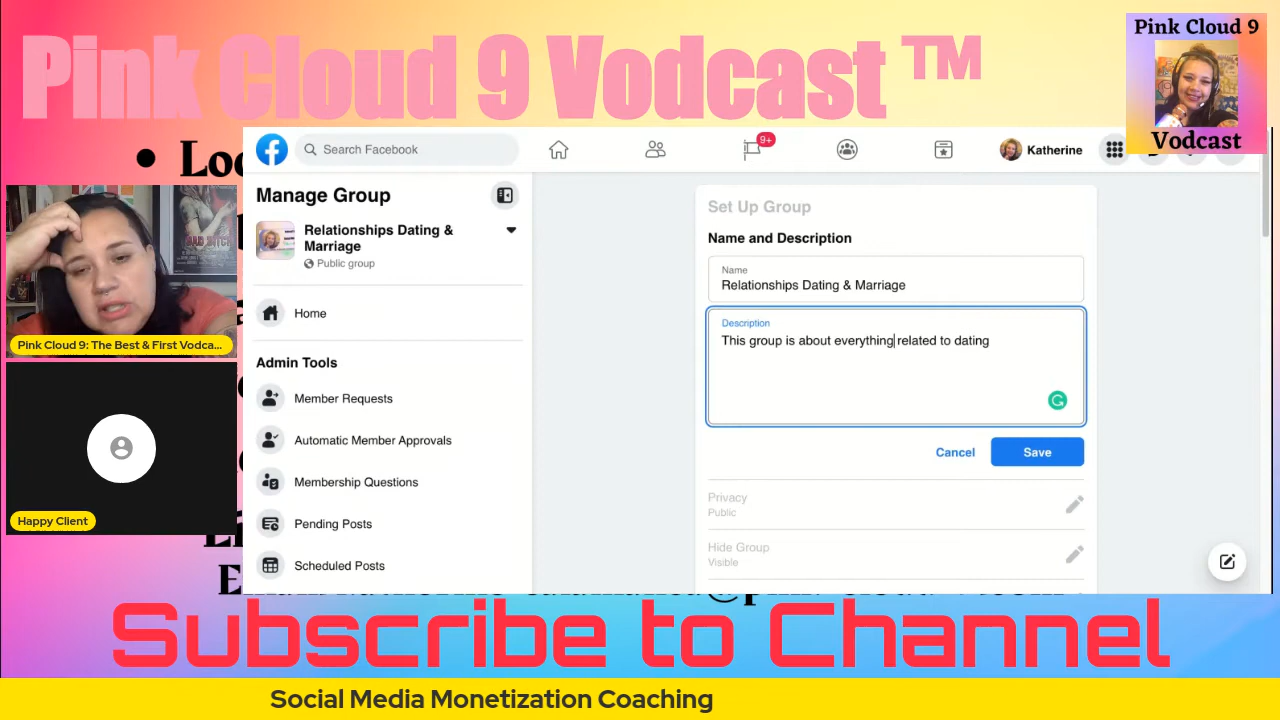 Pink Cloud 9 Vodcast ™
Pink Cloud 9
Vodcast
Search Facebook
9+
Katherine
Manage Group
Relationships Dating &
Marriage
Public group
Home
Admin Tools
Member Requests
Automatic Member Approvals
Membership Questions
Pending Posts
Scheduled Posts
Set Up Group
Name and Description
Name
Relationships Dating & Marriage
Description
This group is about everything related to dating
Cancel
Save
Privacy
Public
Hide Group
Visible
BAD BITCH
Pink Cloud 9: The Best & First Vodca...
Happy Client
Subscribe to Channel
Social Media Monetization Coaching